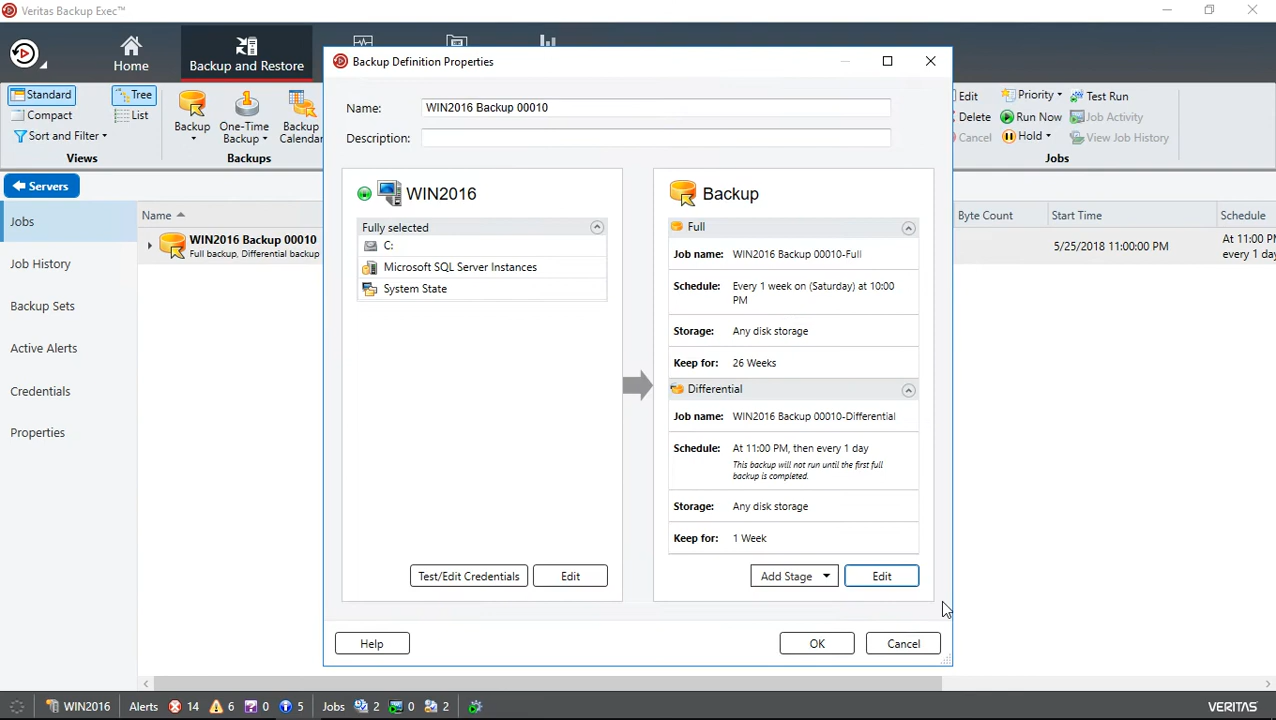 Veritas Backup Exec™
Home
Backup and Restore
Standard
Compact
Sort and Filter
Views
Tree
List
Backup
One-Time
Backup
Backup
Calendar
Backups
Edit
Delete
Cancel
Priority
Run Now
Hold
Test Run
Job Activity
View Job History
Jobs
Servers
Jobs
Job History
Backup Sets
Active Alerts
Credentials
Properties
Name
WIN2016 Backup 00010
Full backup, Differential backup
Byte Count
Start Time
Schedule
5/25/2018 11:00:00 PM
At 11:00 P
every 1 day
Backup Definition Properties
Name: WIN2016 Backup 00010
Description:
WIN2016
Fully selected
C:
Microsoft SQL Server Instances
System State
Test/Edit Credentials
Edit
Backup
Full
Job name: WIN2016 Backup 00010-Full
Schedule: Every 1 week on (Saturday) at 10:00
PM
Storage: Any disk storage
Keep for: 26 Weeks
Differential
Job name: WIN2016 Backup 00010-Differential
Schedule: At 11:00 PM, then every 1 day
This backup will not run until the first full
backup is completed.
Storage: Any disk storage
Keep for: 1 Week
Add Stage
Edit
Help
OK
Cancel
WIN2016 Alerts 14 6 0 5 Jobs 2 0 2
VERITAS